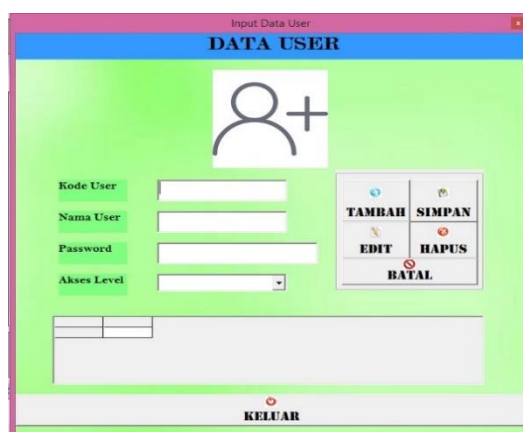 Input Data User
DATA USER
Kode User
Nama User
Password
Akses Level
TAMBAH SIMPAN
EDIT HAPUS
BATAL
KELUAR